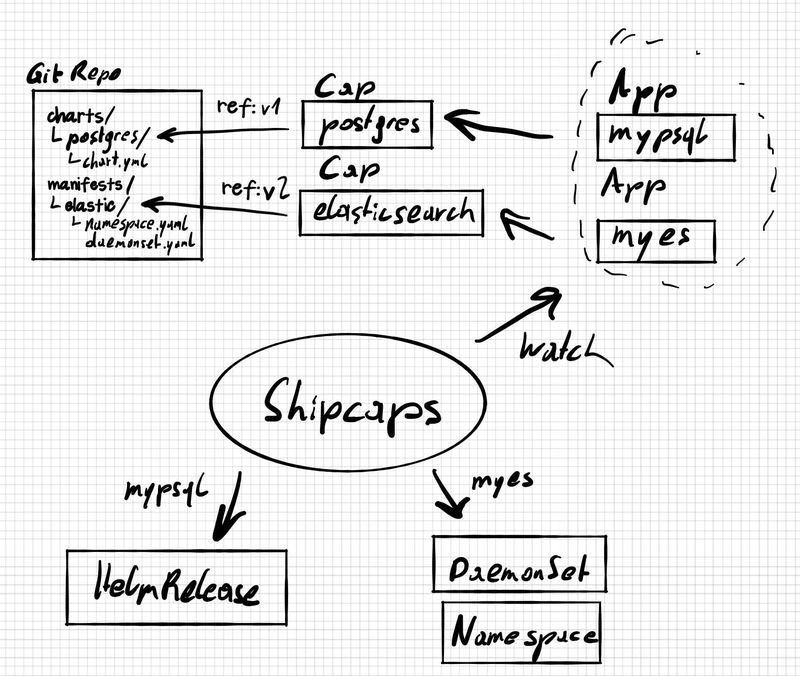 Git Repo
charts/
└ postgres/
└ chart.yml
manifests/
└ elastic/
└ Namespace.yaml
daemonset.yaml
ref:v1
ref:v2
Cap
postgres
Cap
elasticsearch
App
mypsql
App
myes
Watch
Shipcaps
mypsql
myes
HelmRelease
DaemonSet
Namespace